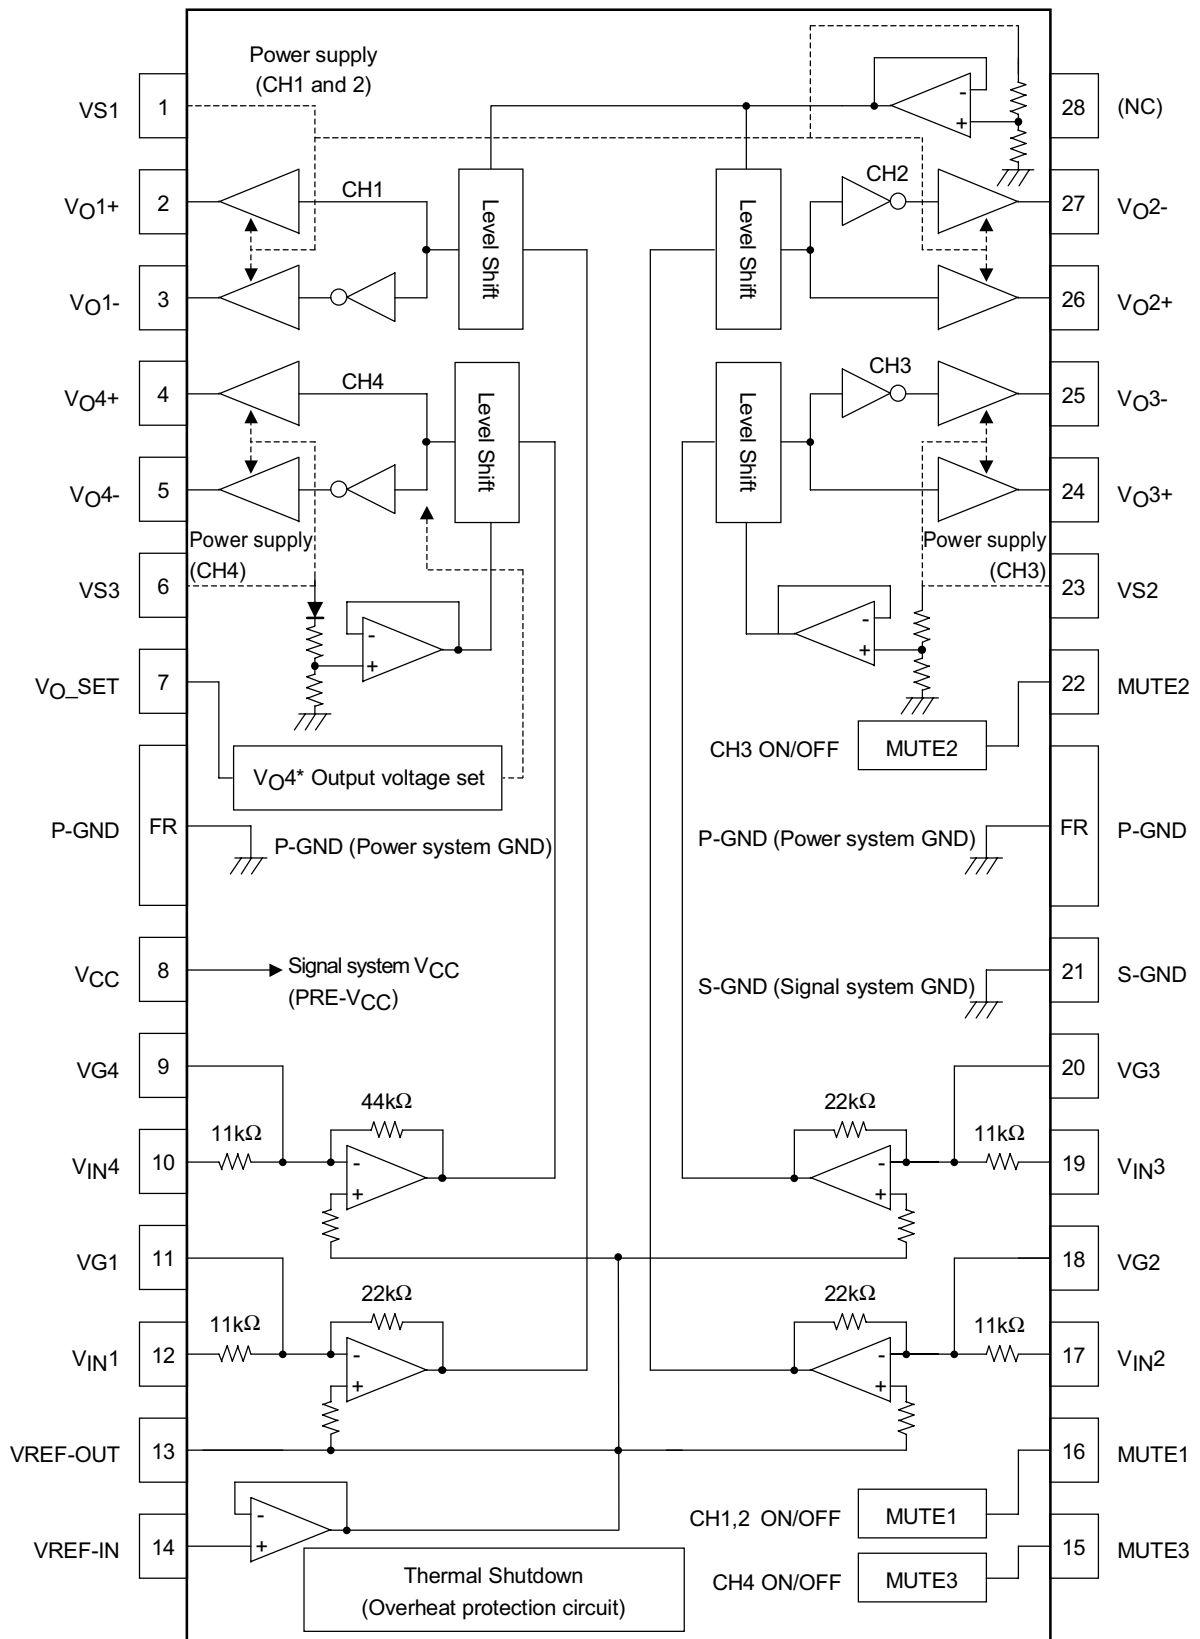 Power supply
(CH1 and 2)
VS1 1
28 (NC)
-
+
VO1+ 2
CH1
Level Shift
Level Shift
CH2
27 VO2-
VO1- 3
26 VO2+
VO4+ 4
CH4
Level Shift
Level Shift
CH3
25 VO3-
VO4- 5
24 VO3+
Power supply
(CH4)
Power supply
(CH3)
VS3 6
23 VS2
-
+
-
+
VO_SET 7
22 MUTE2
CH3 ON/OFF MUTE2
VO4* Output voltage set
P-GND FR
P-GND (Power system GND)
P-GND (Power system GND)
FR P-GND
VCC 8
Signal system VCC
(PRE-VCC)
S-GND (Signal system GND)
21 S-GND
VG4 9
20 VG3
44kΩ
22kΩ
11kΩ
11kΩ
VIN4 10
-
+
-
+
19 VIN3
VG1 11
18 VG2
22kΩ
22kΩ
11kΩ
11kΩ
VIN1 12
-
+
-
+
17 VIN2
VREF-OUT 13
16 MUTE1
CH1,2 ON/OFF MUTE1
-
+
VREF-IN 14
15 MUTE3
CH4 ON/OFF MUTE3
Thermal Shutdown
(Overheat protection circuit)